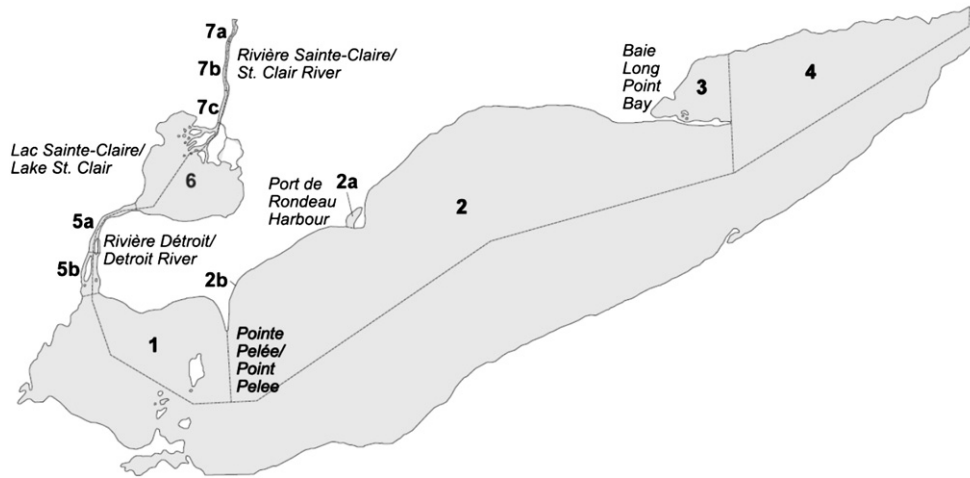 7a
Rivière Sainte-Claire/
St. Clair River
7b
7c
Baie
Long
Point
Bay
3
4
Lac Sainte-Claire/
Lake St. Clair
6
Port de
Rondeau
Harbour
2a
2
5a
Rivière Détroit/
Detroit River
5b
2b
1
Pointe
Pelée/
Point
Pelee